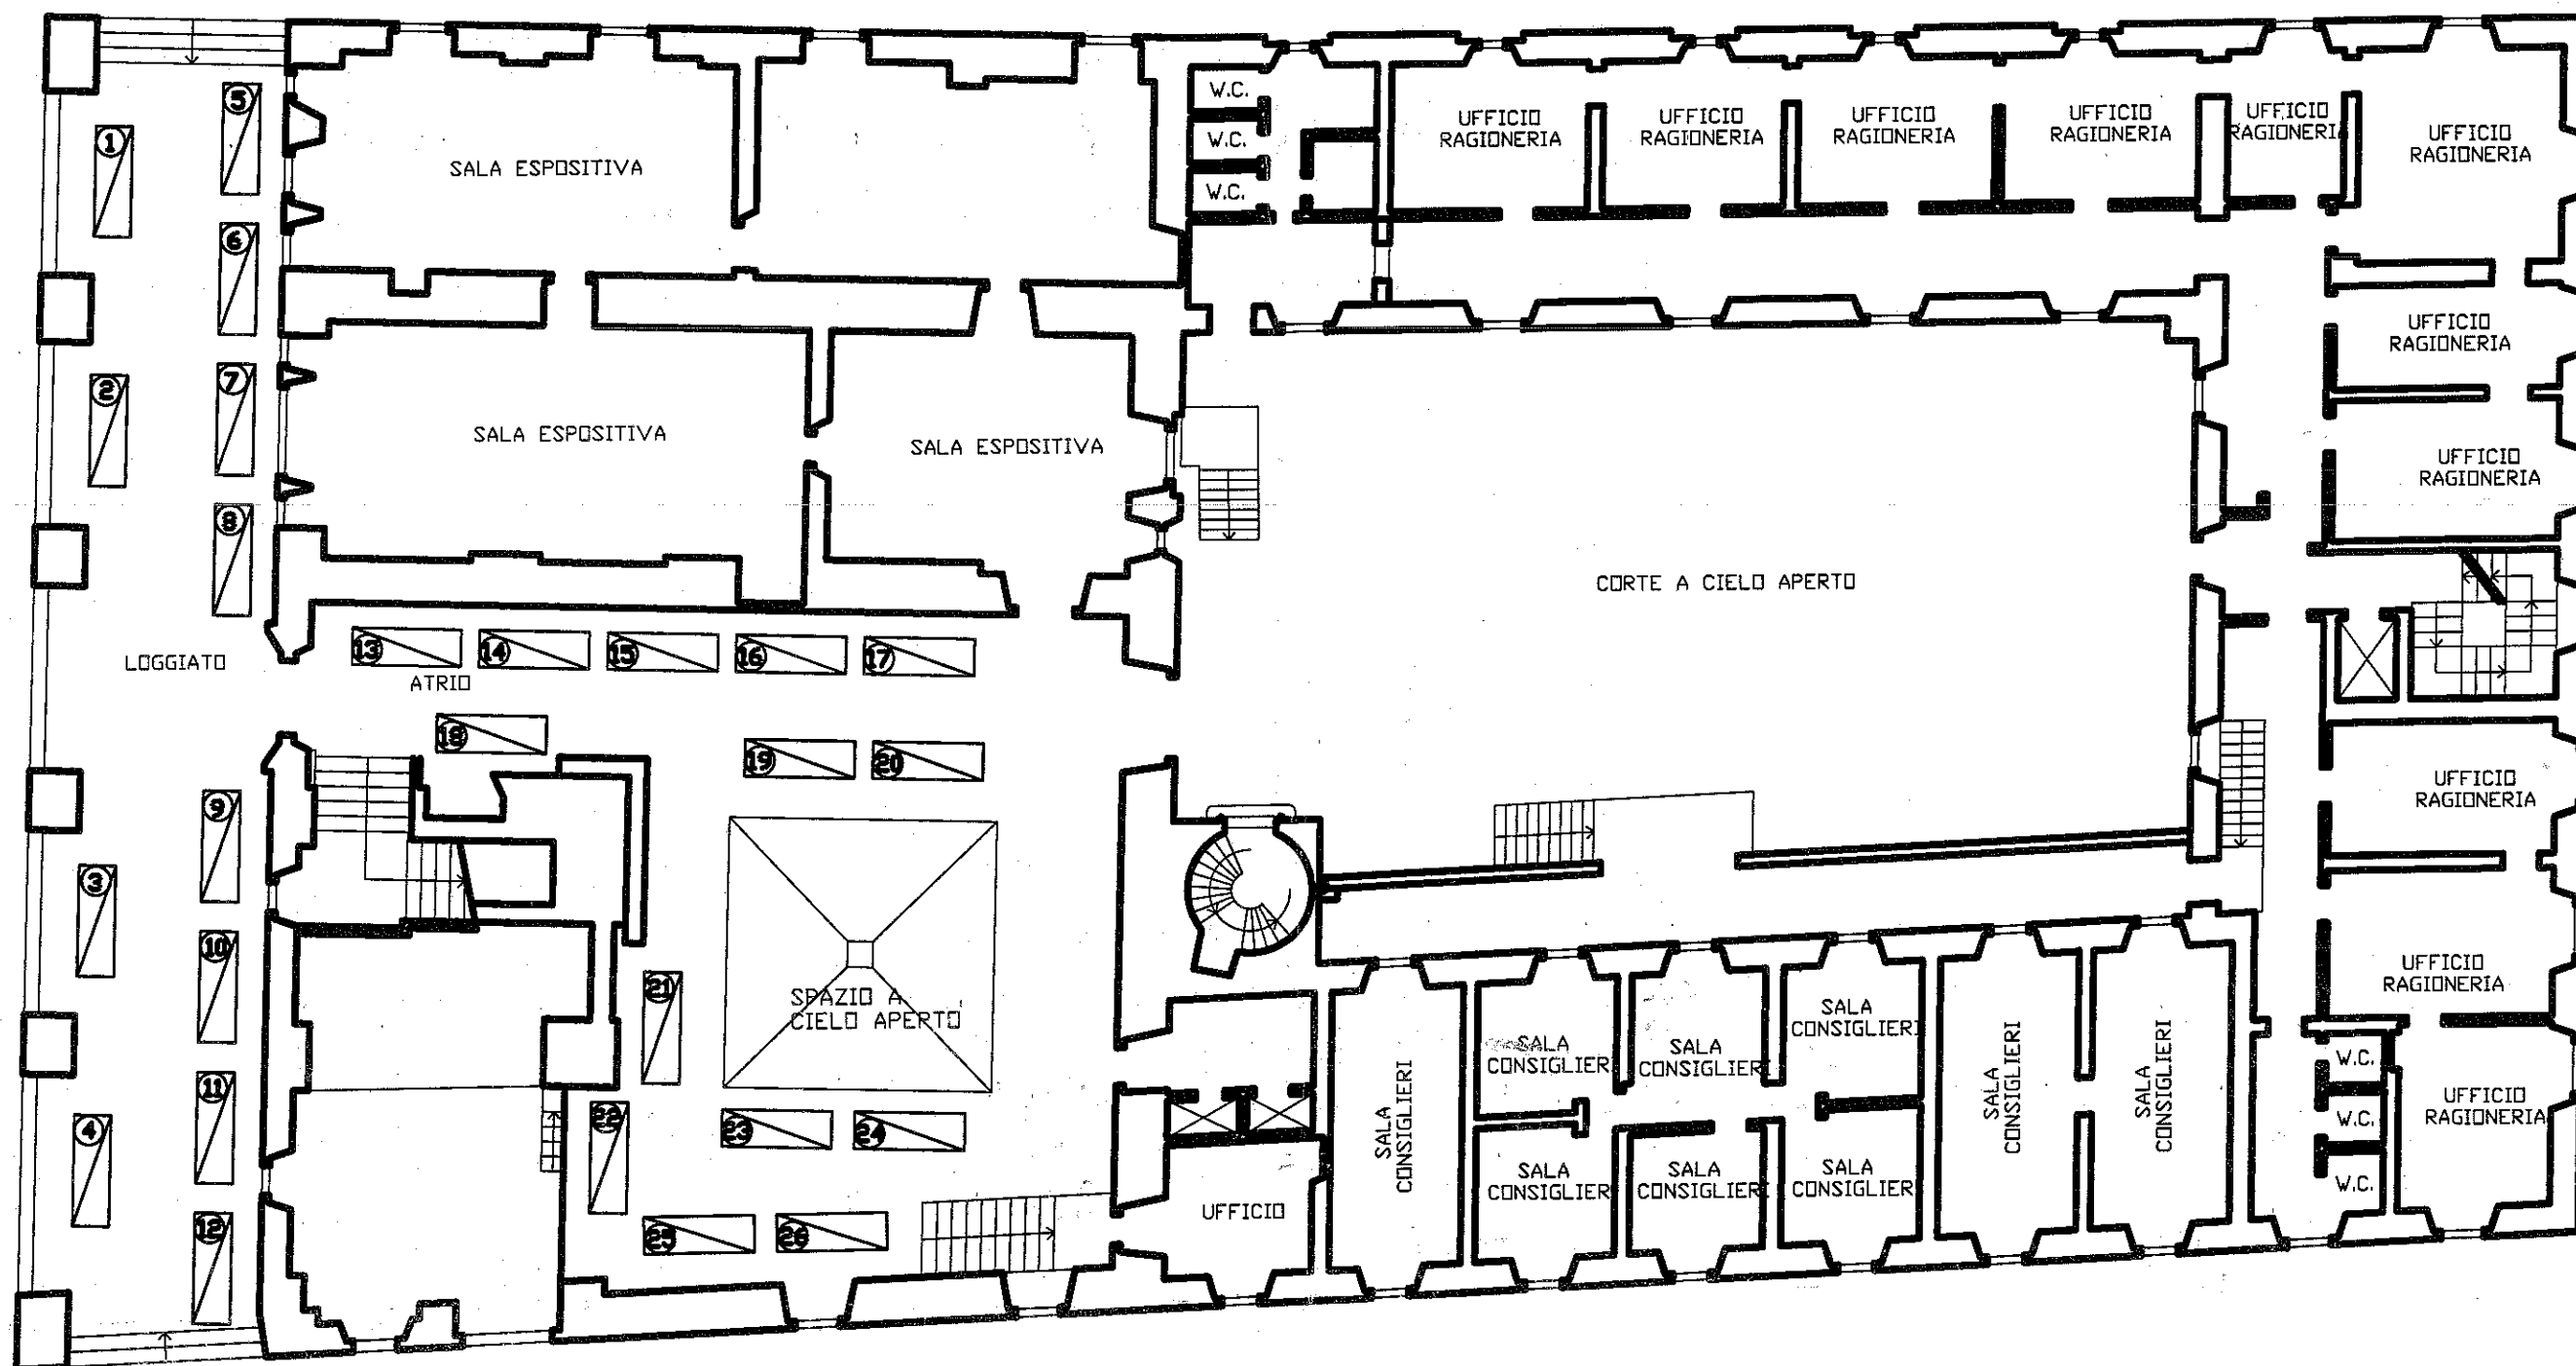 5
1
6
2
7
8
W.C.
W.C.
W.C.
UFFICIO
RAGIONERIA
UFFICIO
RAGIONERIA
UFFICIO
RAGIONERIA
UFFICIO
RAGIONERIA
UFFICIO
RAGIONERIA
UFFICIO
RAGIONERIA
SALA ESPOSITIVA
SALA ESPOSITIVA
SALA ESPOSITIVA
UFFICIO
RAGIONERIA
UFFICIO
RAGIONERIA
CORTE A CIELO APERTO
LOGGIATO
13
14
15
16
17
ATRIO
18
19
20
9
3
10
11
4
12
21
22
SPAZIO A
CIELO APERTO
23
24
25
26
UFFICIO
SALA
CONSIGLIERI
SALA
CONSIGLIERI
SALA
CONSIGLIERI
SALA
CONSIGLIERI
SALA
CONSIGLIERI
SALA
CONSIGLIERI
SALA
CONSIGLIERI
SALA
CONSIGLIERI
SALA
CONSIGLIERI
UFFICIO
RAGIONERIA
UFFICIO
RAGIONERIA
W.C.
W.C.
W.C.
UFFICIO
RAGIONERIA